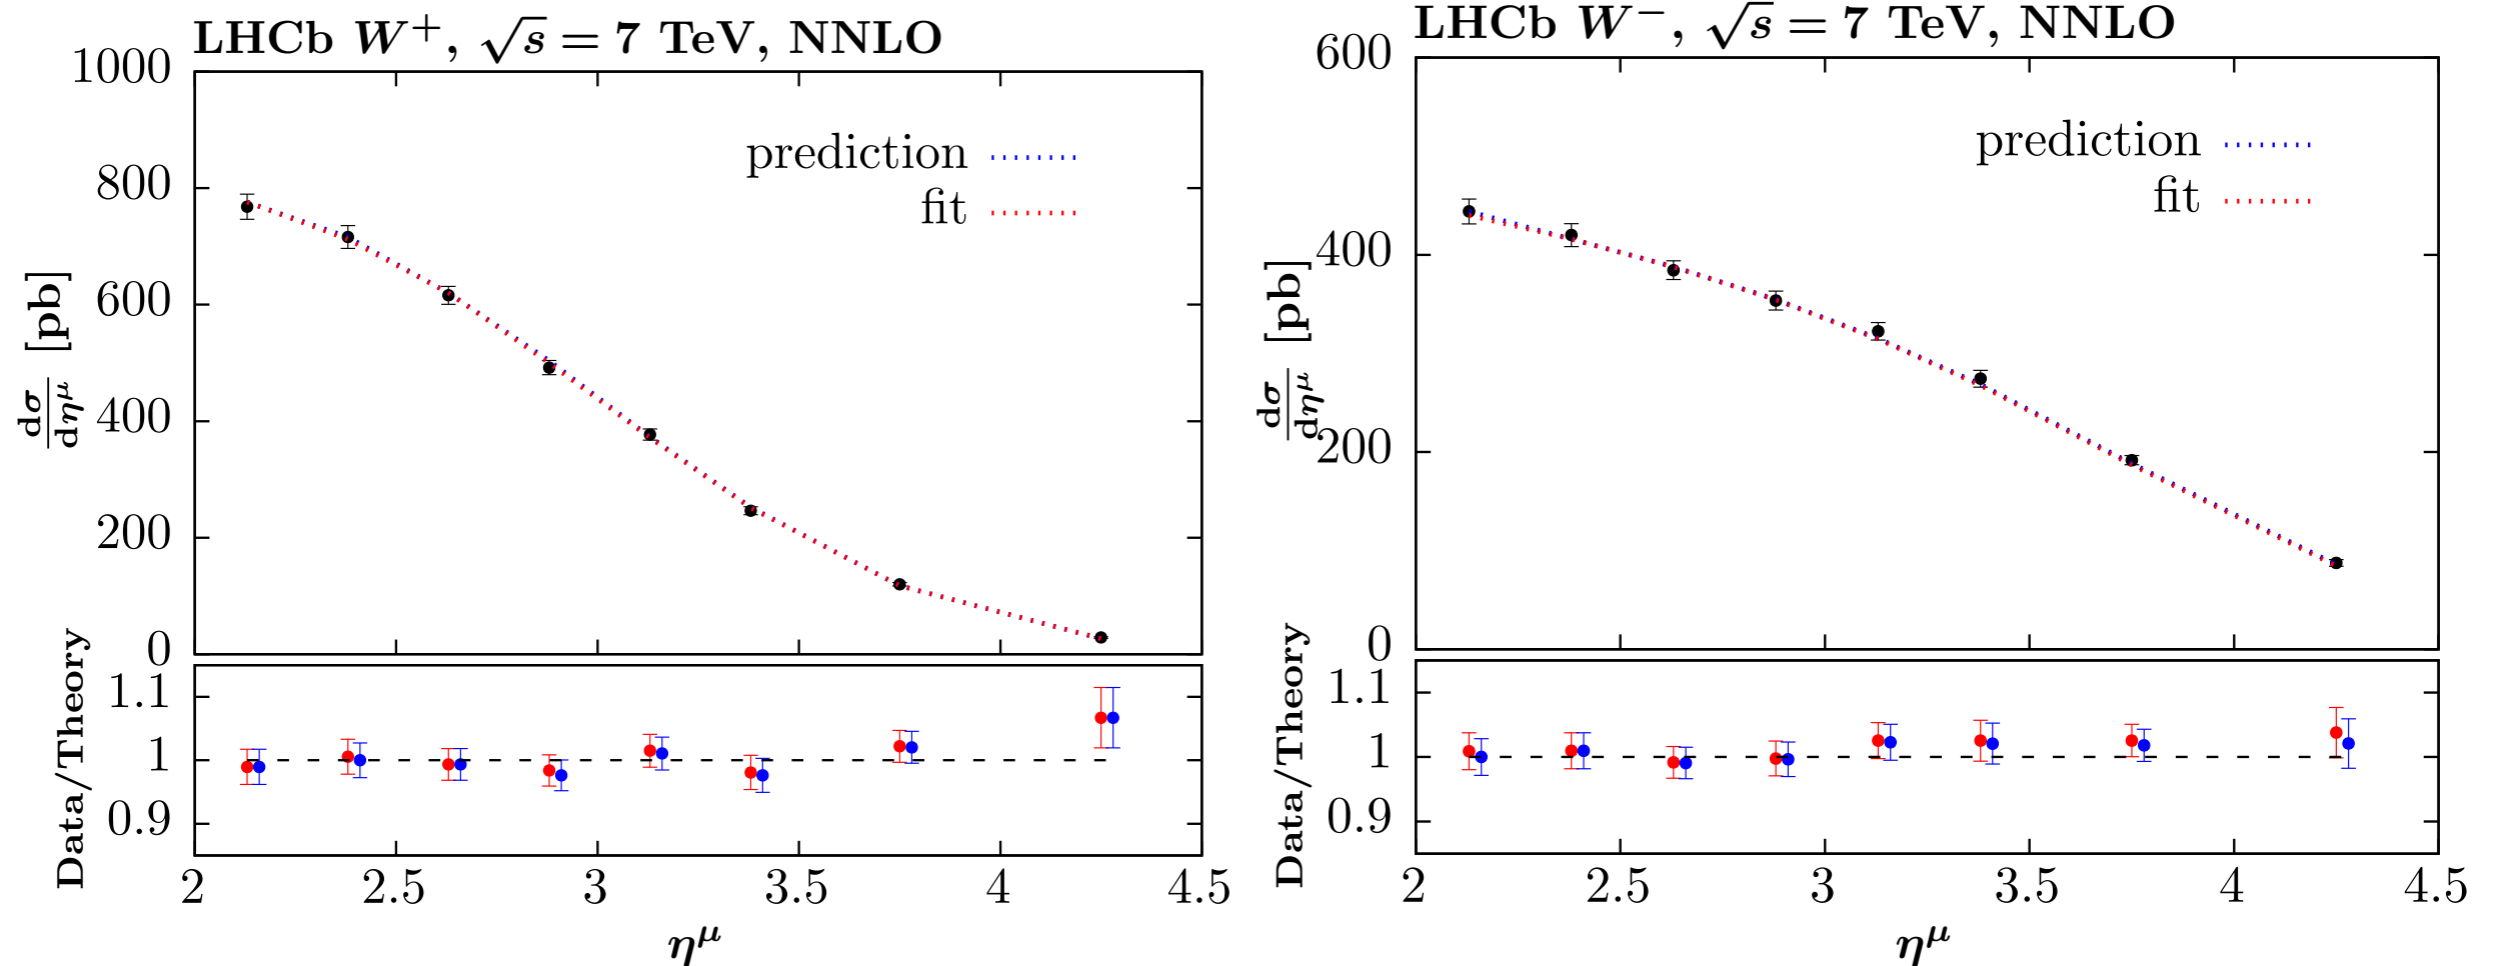 LHCb W⁺, √s = 7 TeV, NNLO
1000
800
600
400
200
0
dσ/dη^μ [pb]
prediction
fit
1.1
1
0.9
Data/Theory
2 2.5 3 3.5 4 4.5
η^μ
LHCb W⁻, √s = 7 TeV, NNLO
600
400
200
0
dσ/dη^μ [pb]
prediction
fit
1.1
1
0.9
Data/Theory
2 2.5 3 3.5 4 4.5
η^μ